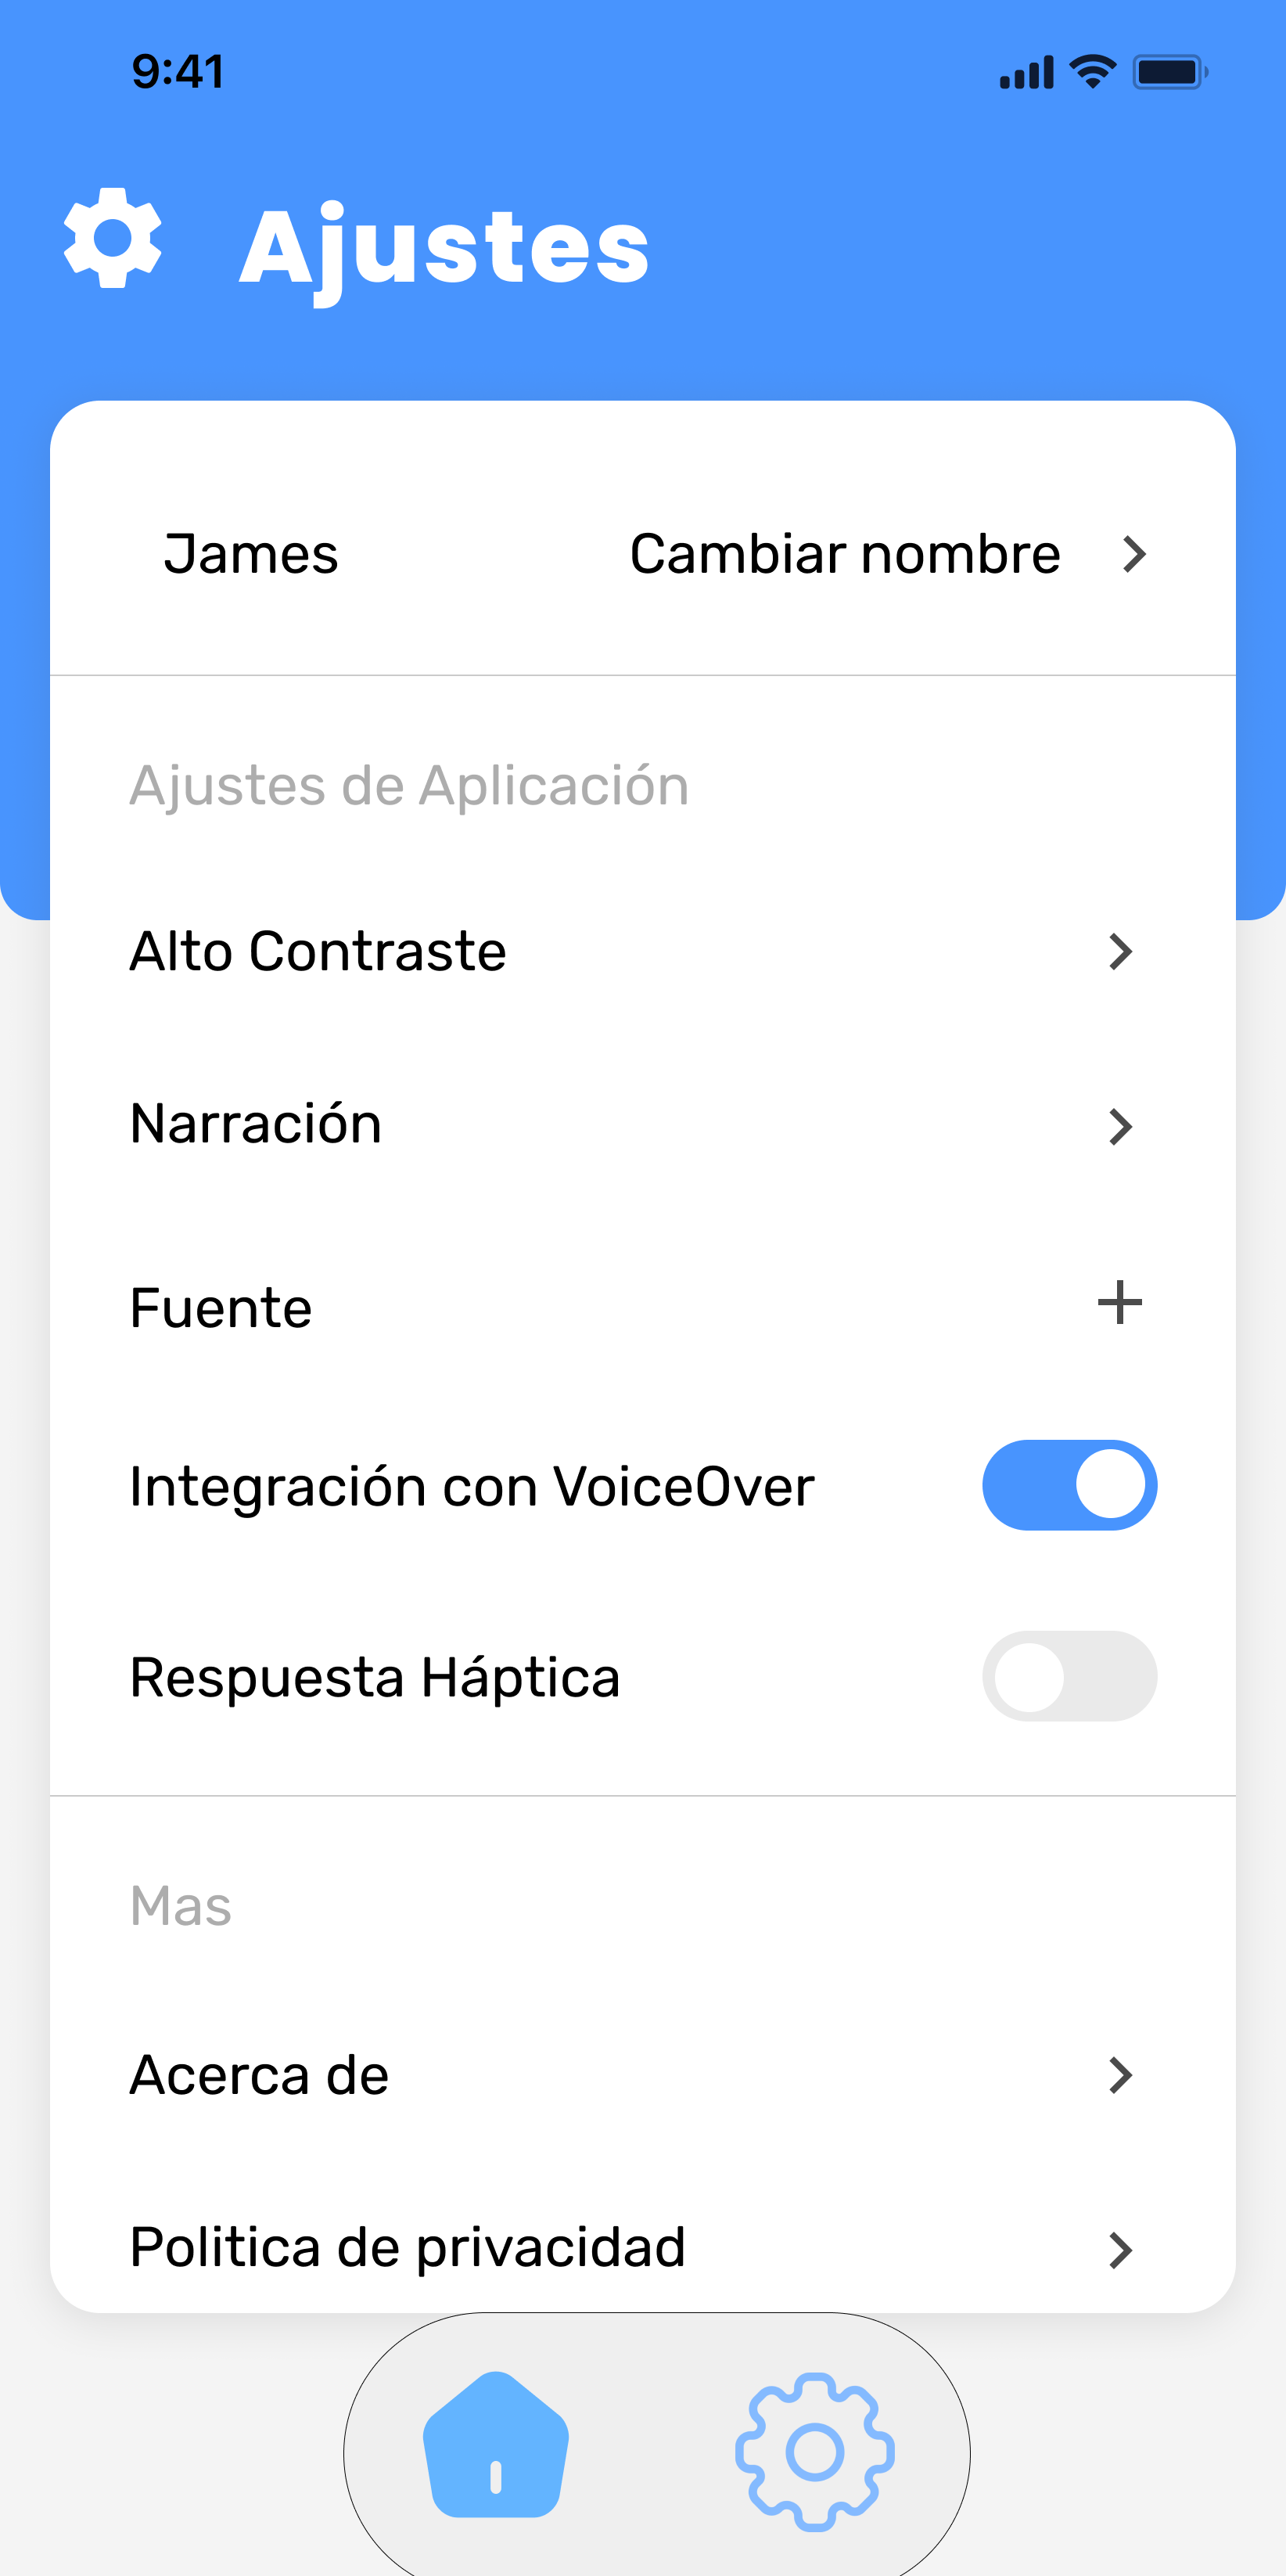 9:41
Ajustes
James Cambiar nombre
Ajustes de Aplicación
Alto Contraste
Narración
Fuente
Integración con VoiceOver
Respuesta Háptica
Mas
Acerca de
Politica de privacidad